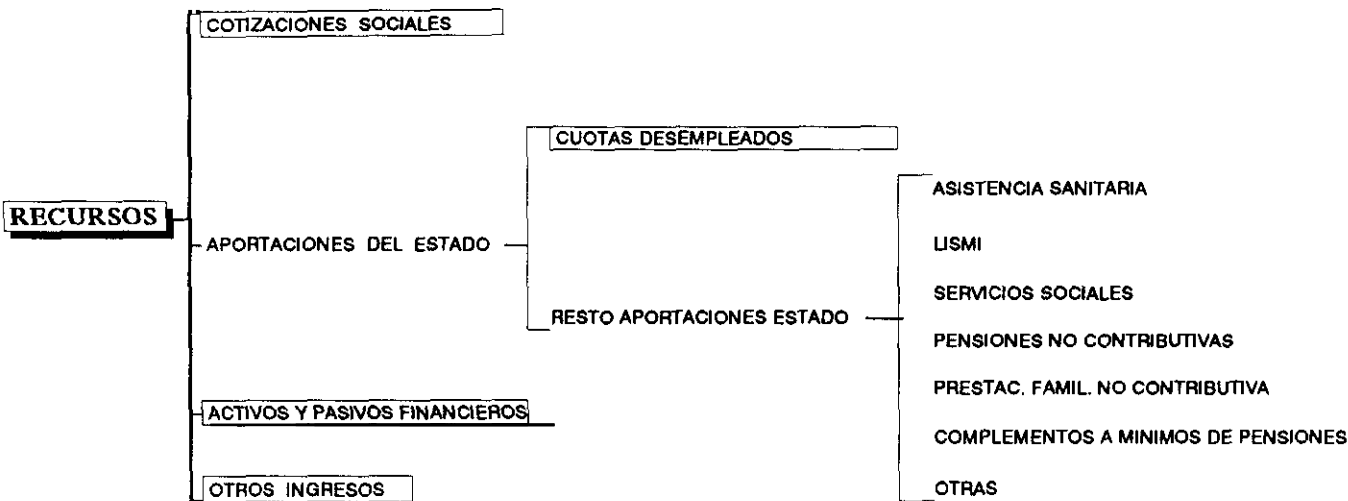 COTIZACIONES SOCIALES
CUOTAS DESEMPLEADOS
ASISTENCIA SANITARIA
RECURSOS
APORTACIONES DEL ESTADO
LISMI
SERVICIOS SOCIALES
RESTO APORTACIONES ESTADO
PENSIONES NO CONTRIBUTIVAS
PRESTAC. FAMIL. NO CONTRIBUTIVA
ACTIVOS Y PASIVOS FINANCIEROS
COMPLEMENTOS A MINIMOS DE PENSIONES
OTROS INGRESOS
OTRAS